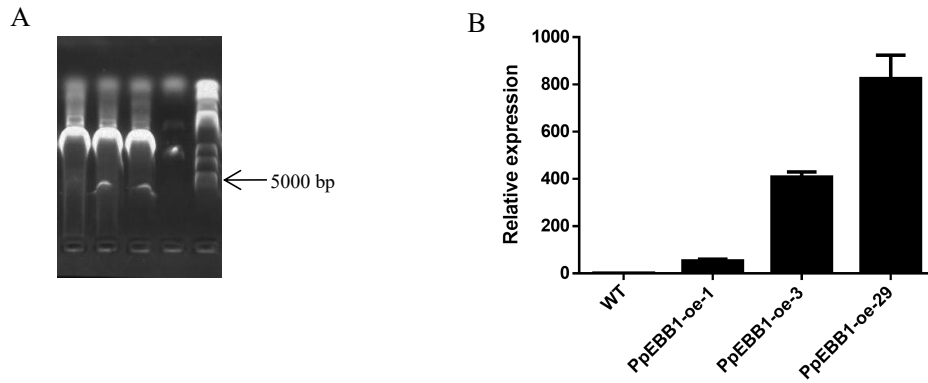 A
5000 bp
B
Relative expression
1000
800
600
400
200
0
WT
PpEBB1-oe-1
PpEBB1-oe-3
PpEBB1-oe-29